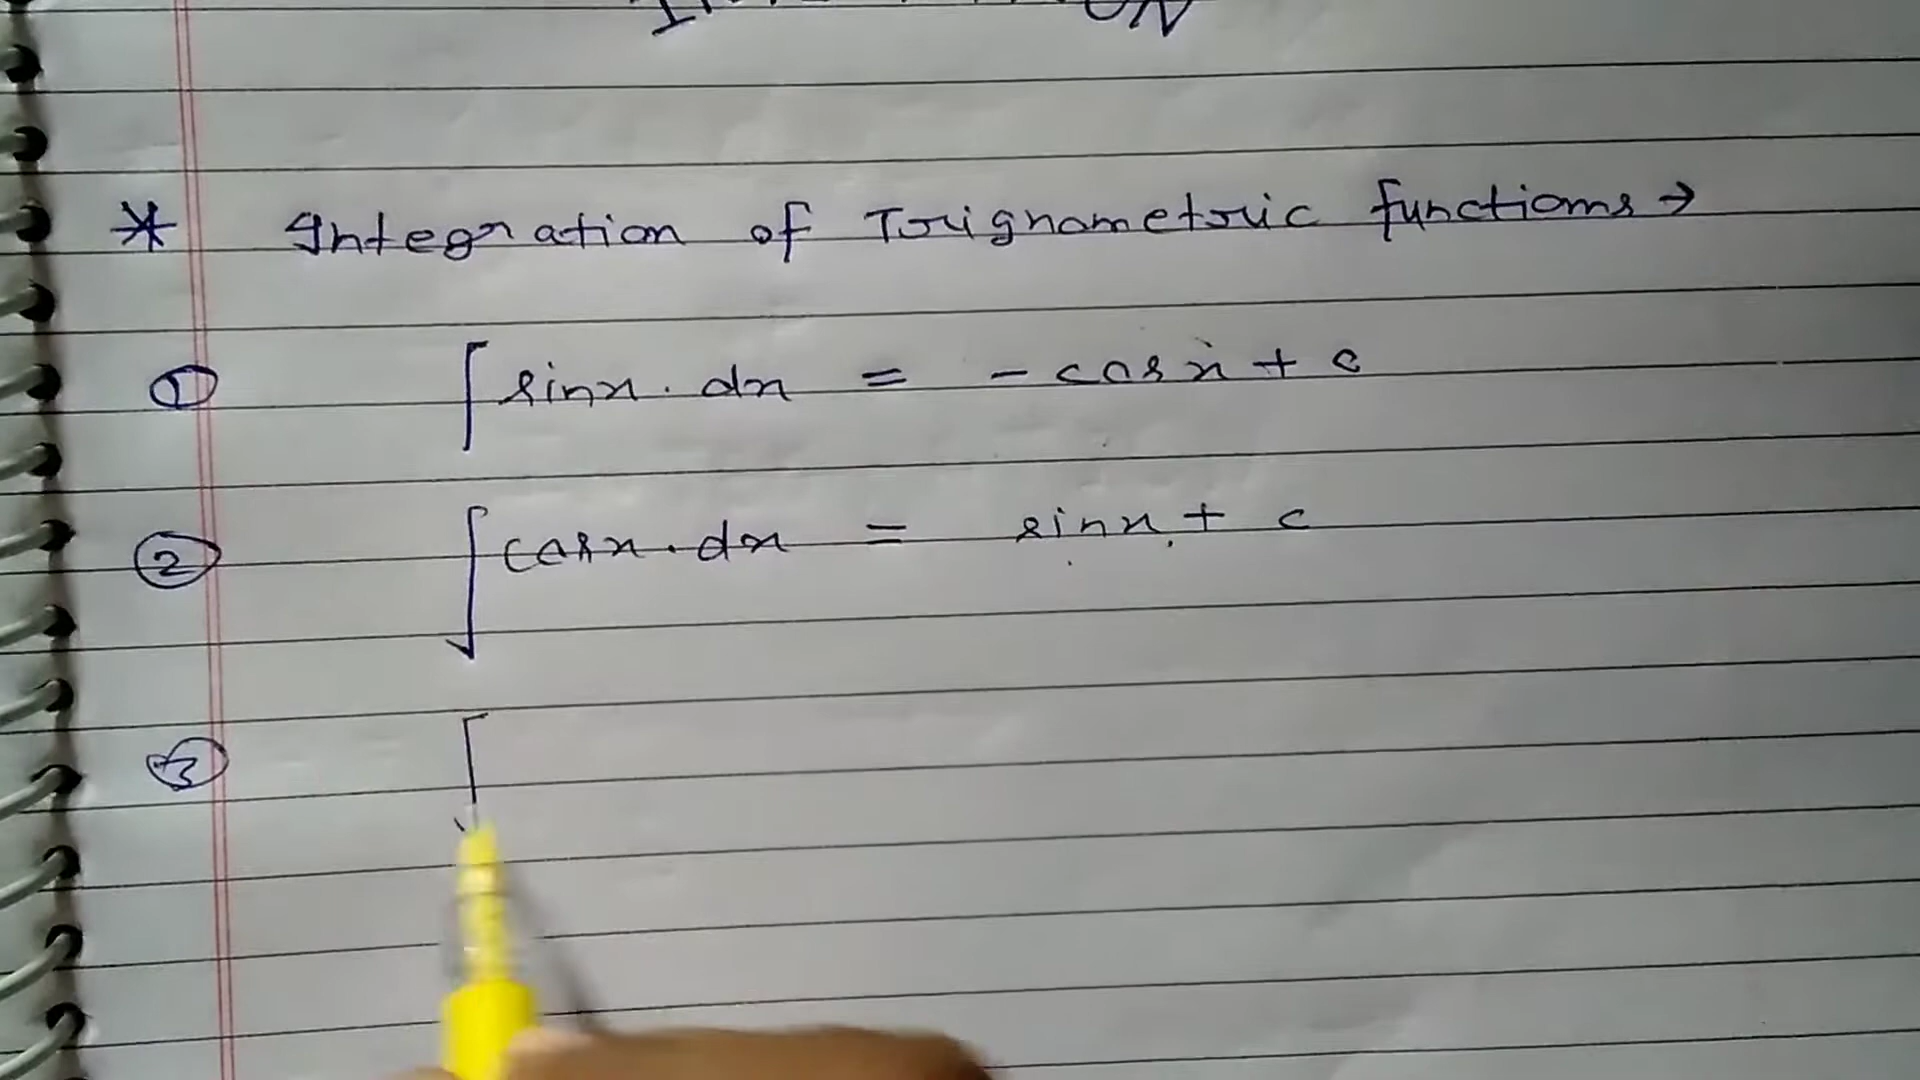 * Integration of Trignometric functions →
① ∫ sinx . dx = - cosx + c
② ∫ cosx . dx = sinx + c
③ ∫